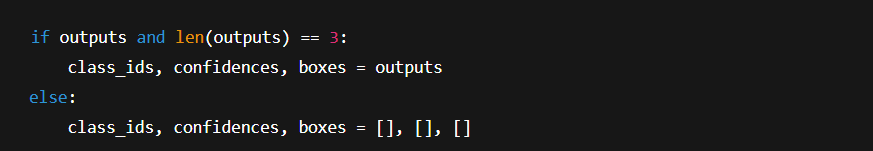 if outputs and len(outputs) == 3:
    class_ids, confidences, boxes = outputs
else:
    class_ids, confidences, boxes = [], [], []